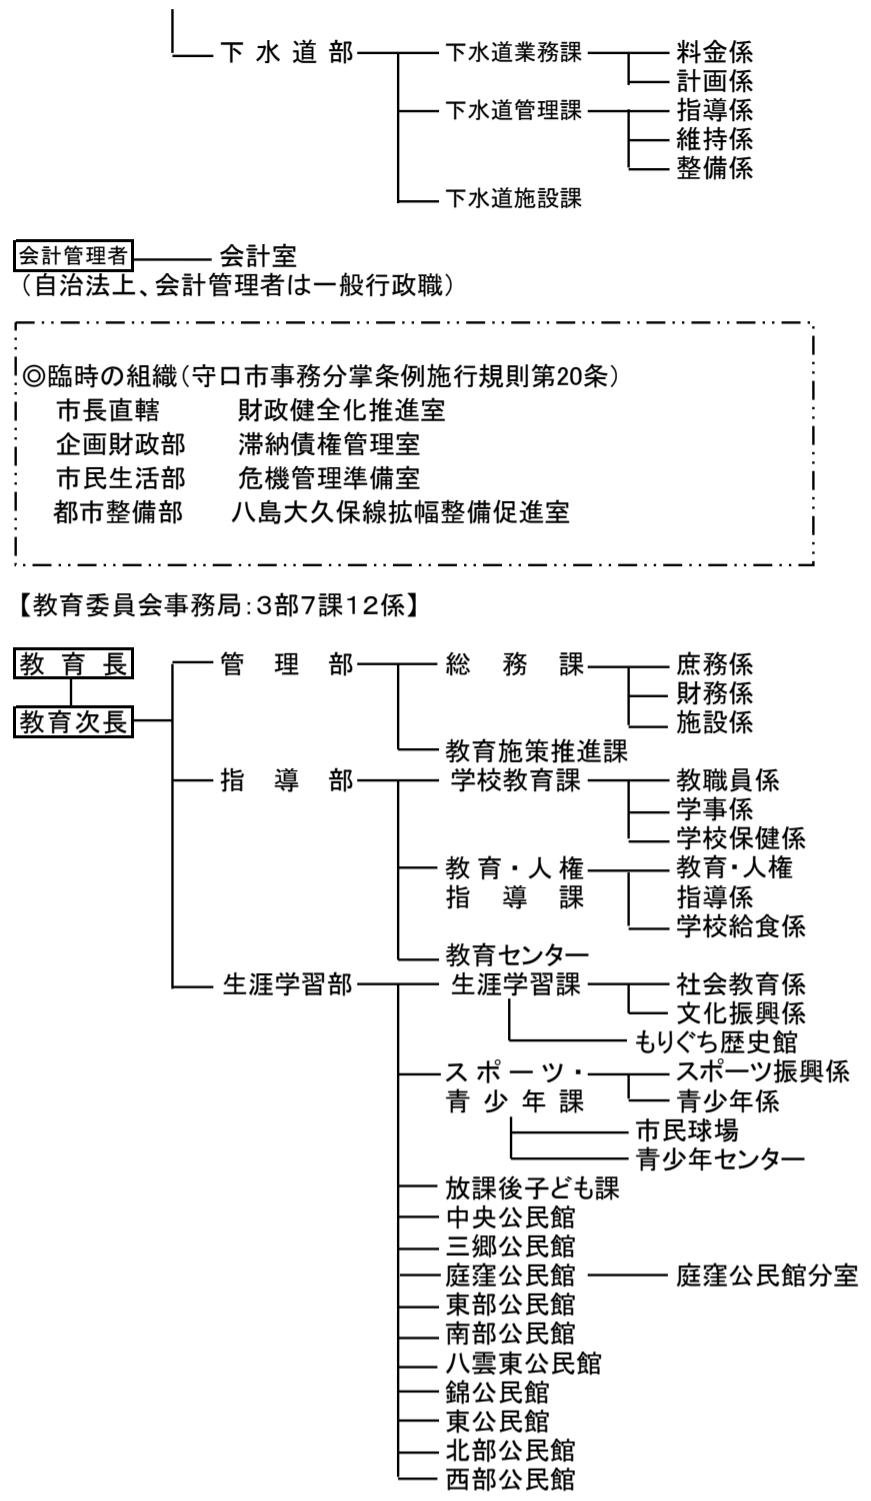 下水道部 下水道業務課 料金係
計画係
下水道管理課 指導係
維持係
整備係
下水道施設課
会計管理者 会計室
（自治法上、会計管理者は一般行政職）
◎臨時の組織（守口市事務分掌条例施行規則第20条）
市長直轄 財政健全化推進室
企画財政部 滞納債権管理室
市民生活部 危機管理準備室
都市整備部 八島大久保線拡幅整備促進室
【教育委員会事務局：３部７課１２係】
教育長 管理部 総務課 庶務係
財務係
教育次長 施設係
教育施策推進課
指導部 学校教育課 教職員係
学事係
学校保健係
教育・人権 教育・人権
指導課 指導係
学校給食係
教育センター
生涯学習部 生涯学習課 社会教育係
文化振興係
もりぐち歴史館
スポーツ・ スポーツ振興係
青少年課 青少年係
市民球場
青少年センター
放課後子ども課
中央公民館
三郷公民館
庭窪公民館 庭窪公民館分室
東部公民館
南部公民館
八雲東公民館
錦公民館
東公民館
北部公民館
西部公民館